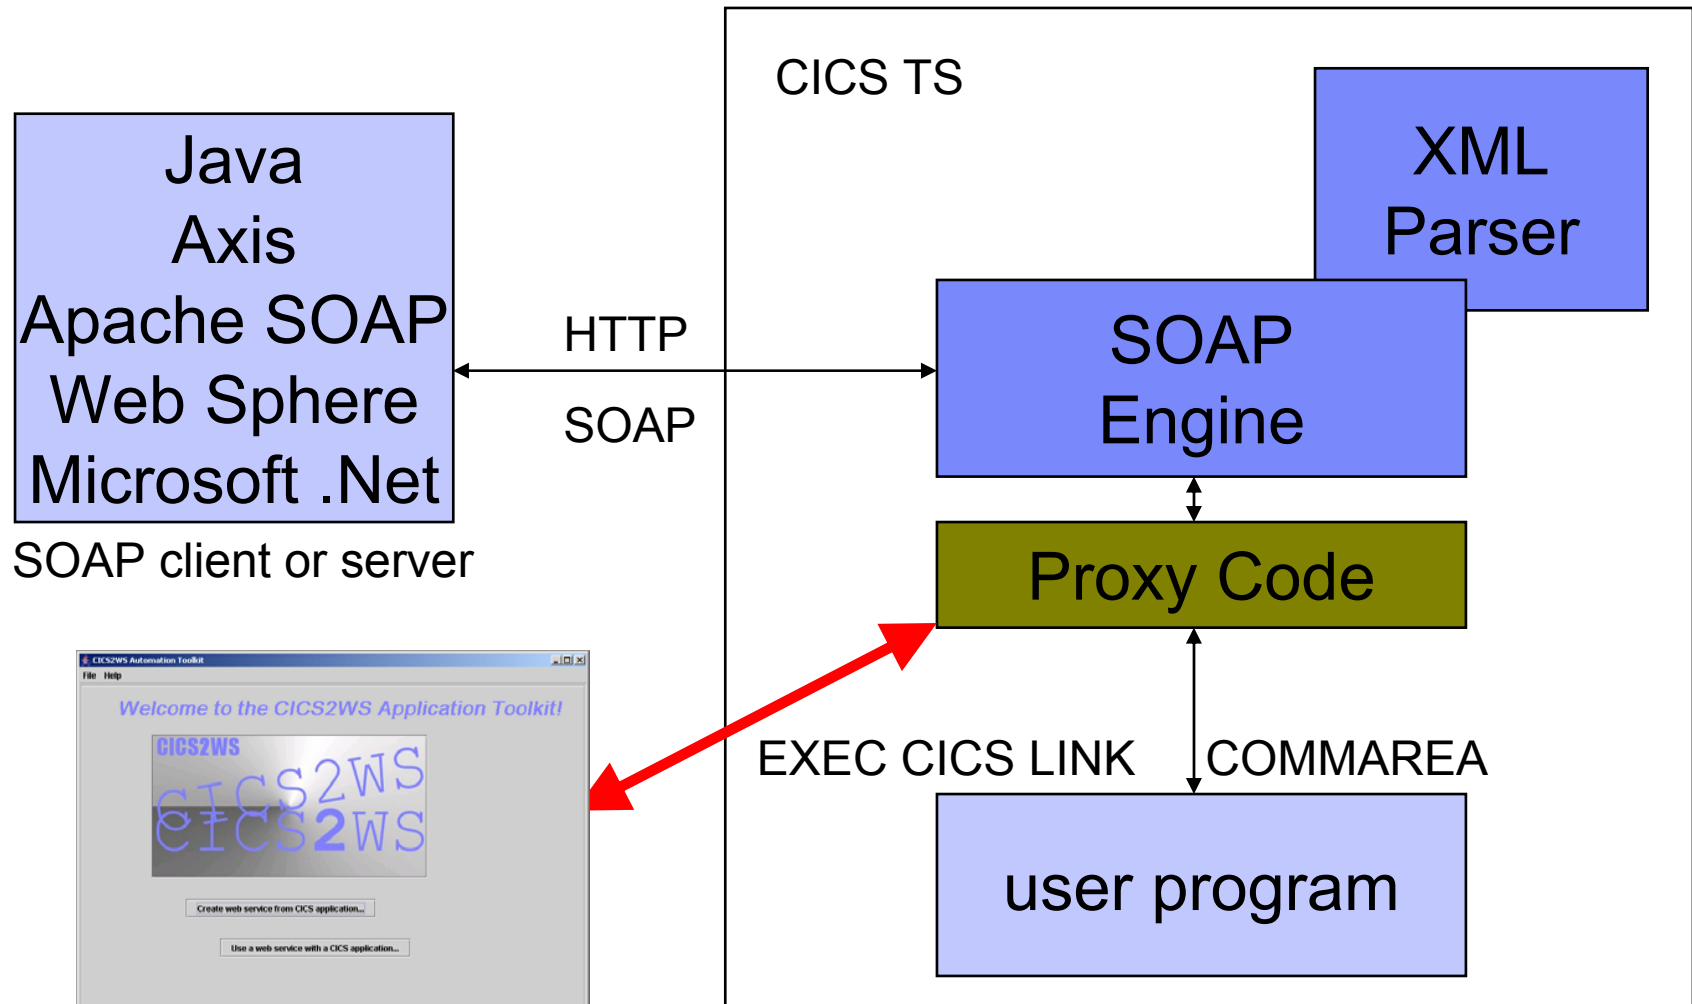 CICS TS
Java
Axis
Apache SOAP
Web Sphere
Microsoft .Net
SOAP client or server
HTTP
SOAP
XML
Parser
SOAP
Engine
Proxy Code
EXEC CICS LINK
COMMAREA
user program
CICS2WS Automation Toolkit
File Help
Welcome to the CICS2WS Application Toolkit!
CICS2WS
CICS2WS
CICS2WS
Create web service from CICS application...
Use a web service with a CICS application...